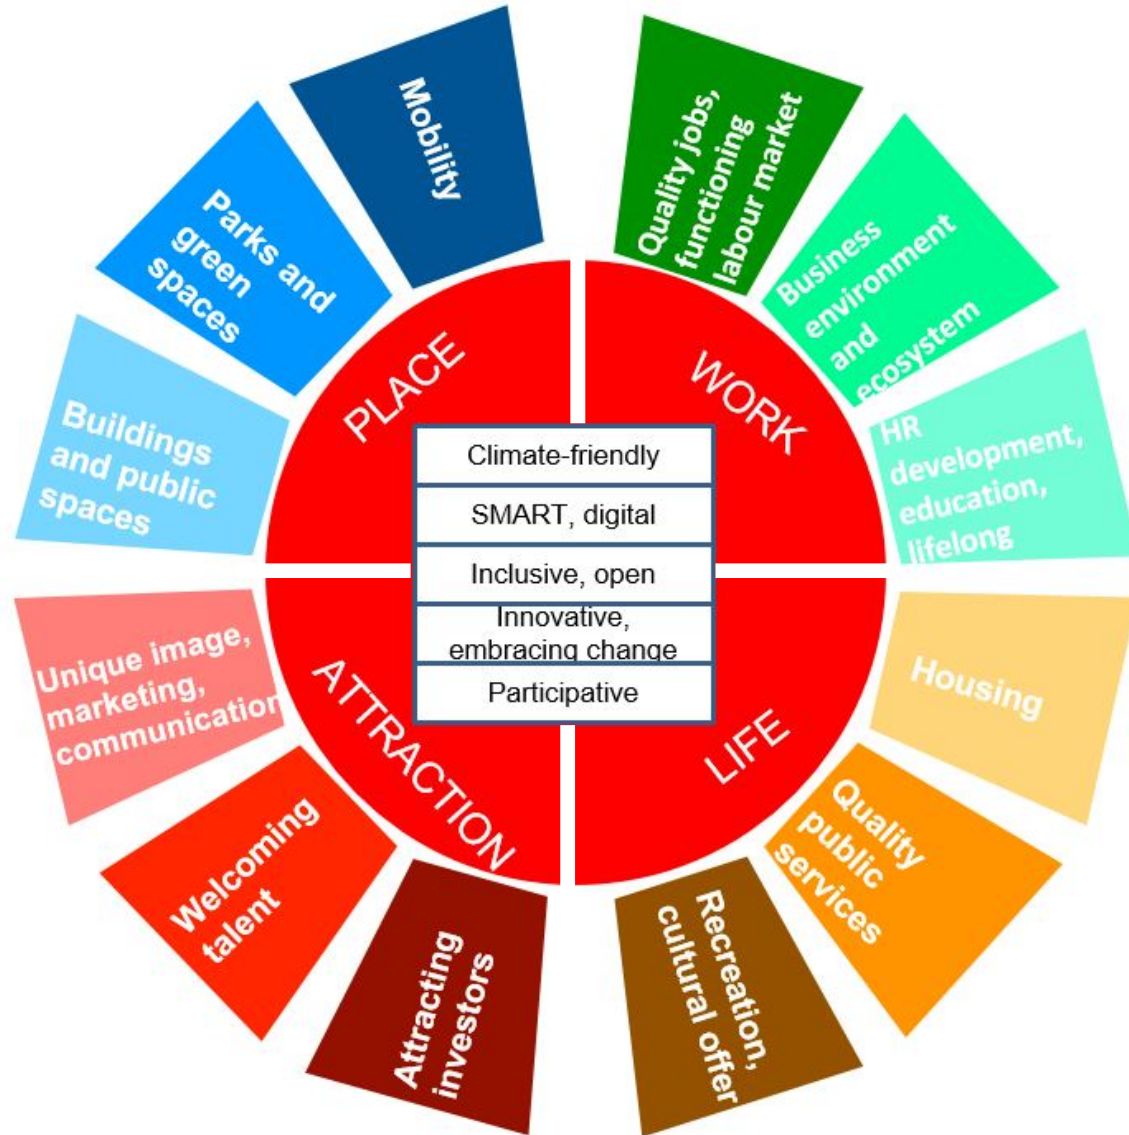 Mobility
Parks and
green
spaces
Buildings
and public
spaces
PLACE
Quality jobs,
functioning
labour market
Business
environment
and
ecosystem
HR
development,
education,
lifelong
WORK
Climate-friendly
SMART, digital
Inclusive, open
Innovative,
embracing change
Participative
Unique image,
marketing,
communication
Welcoming
talent
Attracting
investors
ATTRACTION
Housing
Quality
public
services
Recreation,
cultural offer
LIFE